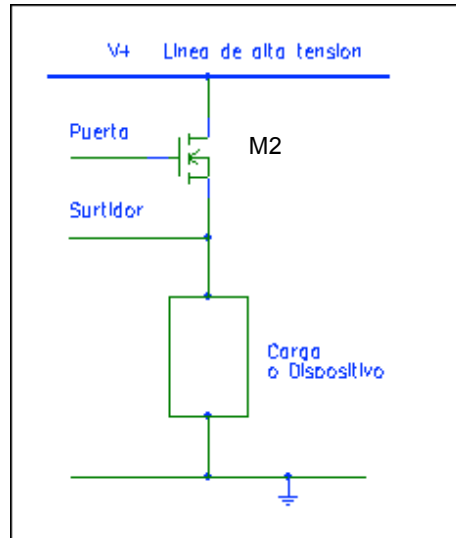 V+ Linea de alta tension
Puerta
M2
Surtidor
Carga
o Dispositivo